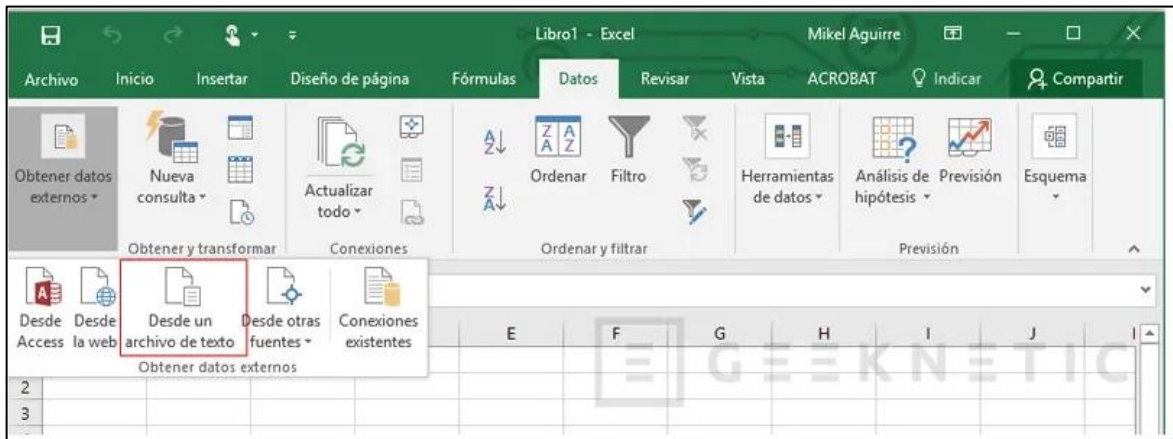 Libro1 - Excel
Mikel Aguirre
Archivo Inicio Insertar Diseño de página Fórmulas Datos Revisar Vista ACROBAT Indicar Compartir
Obtener datos
externos
Nueva
consulta
Obtener y transformar
Actualizar
todo
Conexiones
A
Z
Z
A
Z A
A Z
Ordenar
Filtro
Ordenar y filtrar
Herramientas
de datos
Análisis de
hipótesis
Previsión
Previsión
Esquema
A
Desde
Access
Desde
la web
Desde un
archivo de texto
Desde otras
fuentes
Conexiones
existentes
Obtener datos externos
E F G H I J
2
3
GEEKNETIC